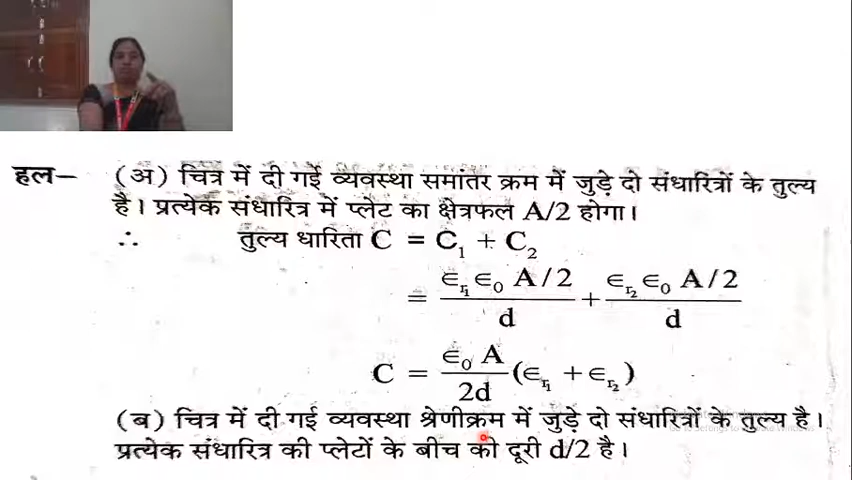 हल— (अ) चित्र में दी गई व्यवस्था समांतर क्रम में जुड़े दो संधारित्रों के तुल्य
है। प्रत्येक संधारित्र में प्लेट का क्षेत्रफल A/2 होगा।
∴ तुल्य धारिता C = C₁ + C₂
= ∈r₁∈₀ A/2 / d + ∈r₂∈₀ A/2 / d
C = ∈₀ A / 2d (∈r₁ + ∈r₂)
(ब) चित्र में दी गई व्यवस्था श्रेणीक्रम में जुड़े दो संधारित्रों के तुल्य है।
प्रत्येक संधारित्र की प्लेटों के बीच की दूरी d/2 है।